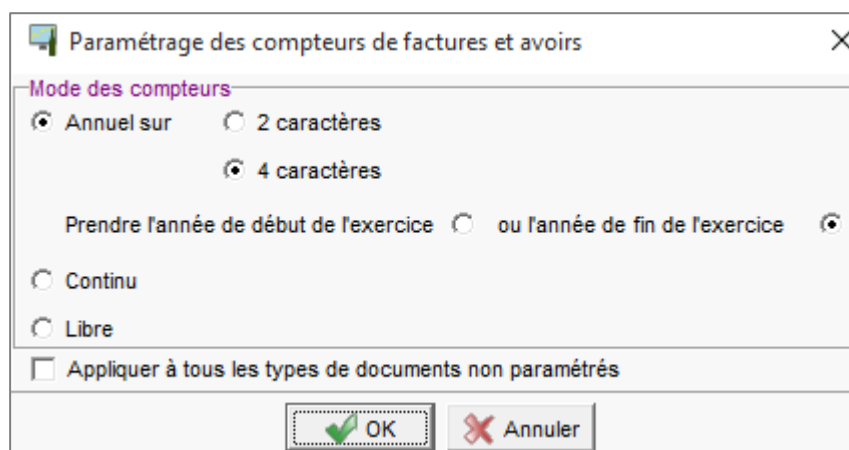 Paramétrage des compteurs de factures et avoirs
Mode des compteurs
Annuel sur 2 caractères
4 caractères
Prendre l'année de début de l'exercice ou l'année de fin de l'exercice
Continu
Libre
Appliquer à tous les types de documents non paramétrés
OK Annuler